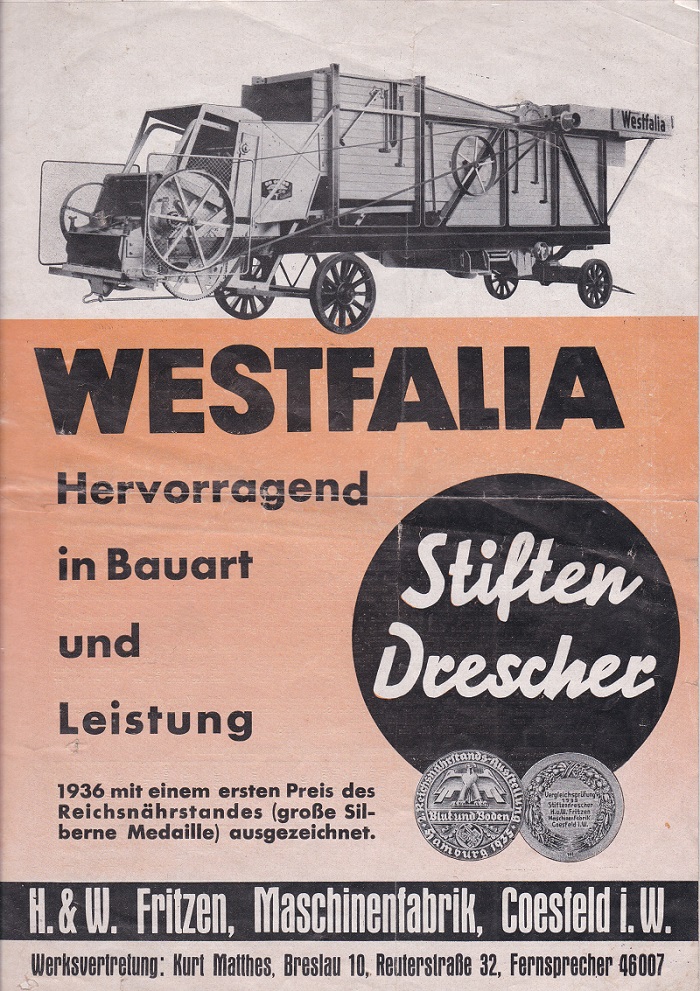 Westfalia
WESTFALIA
Hervorragend
in Bauart
und
Leistung
Stiften
Drescher
1936 mit einem ersten Preis des
Reichsnährstandes (große Sil-
berne Medaille) ausgezeichnet.
Reichsnährstands-Ausstellung
Blut und Boden
Hamburg 1935
Vergleichsprüfung
Stiftendrescher
H.u.W. Fritzen
Maschinenfabrik
Coesfeld i.W.
H. & W. Fritzen, Maschinenfabrik, Coesfeld i. W.
Werksvertretung: Kurt Matthes, Breslau 10, Reuterstraße 32, Fernsprecher 46007